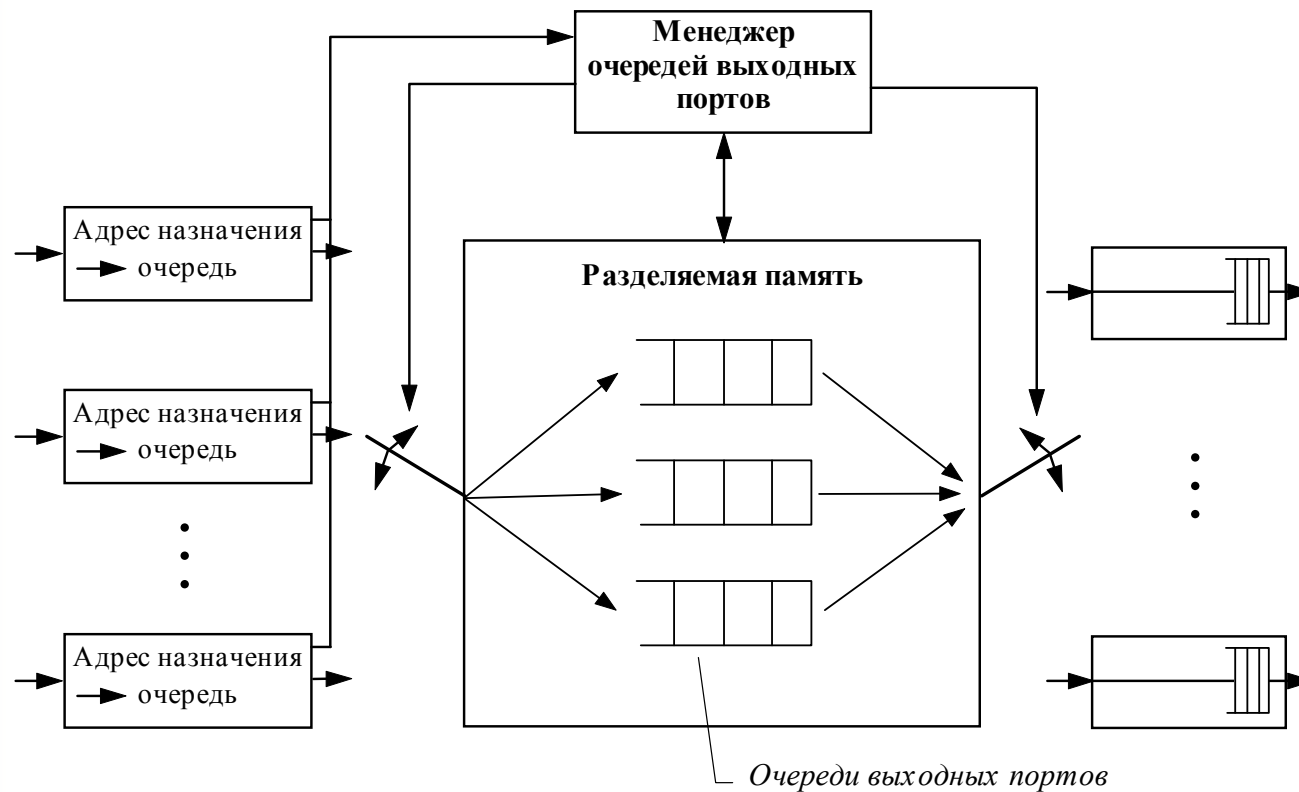 Менеджер
очередей выходных
портов
Адрес назначения
очередь
Разделяемая память
Адрес назначения
очередь
Адрес назначения
очередь
Очереди выходных портов